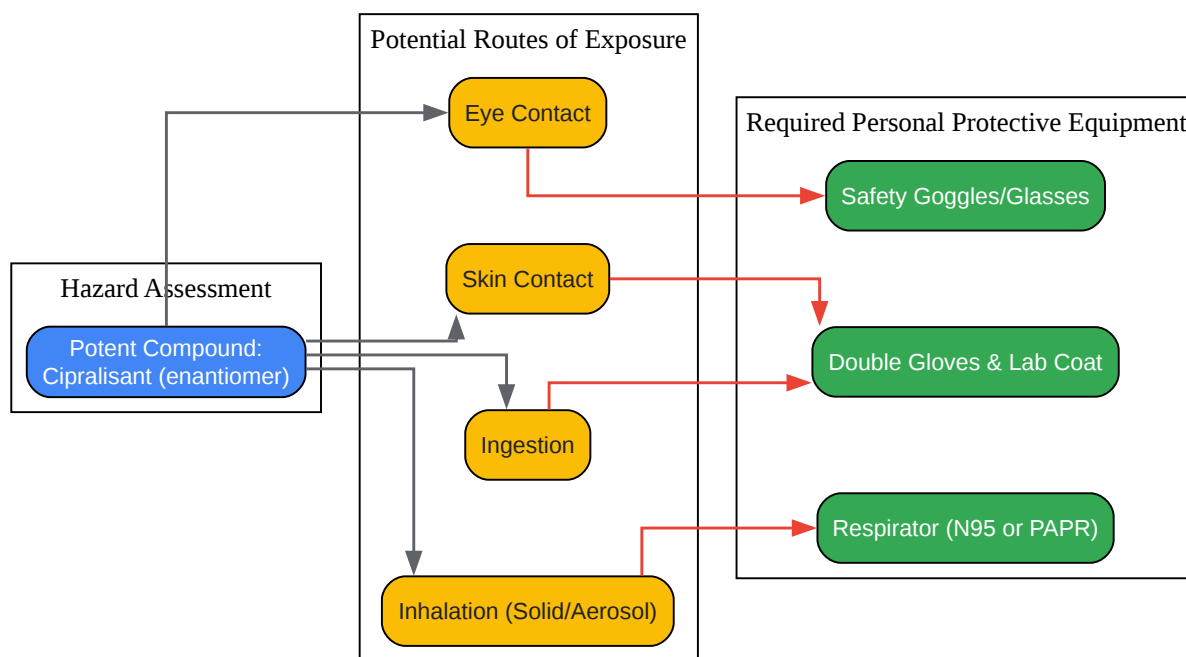 Potential Routes of Exposure
Eye Contact
Skin Contact
Ingestion
Inhalation (Solid/Aerosol)
Hazard Assessment
Potent Compound:
Cipralisant (enantiomer)
Required Personal Protective Equipment
Safety Goggles/Glasses
Double Gloves & Lab Coat
Respirator (N95 or PAPR)